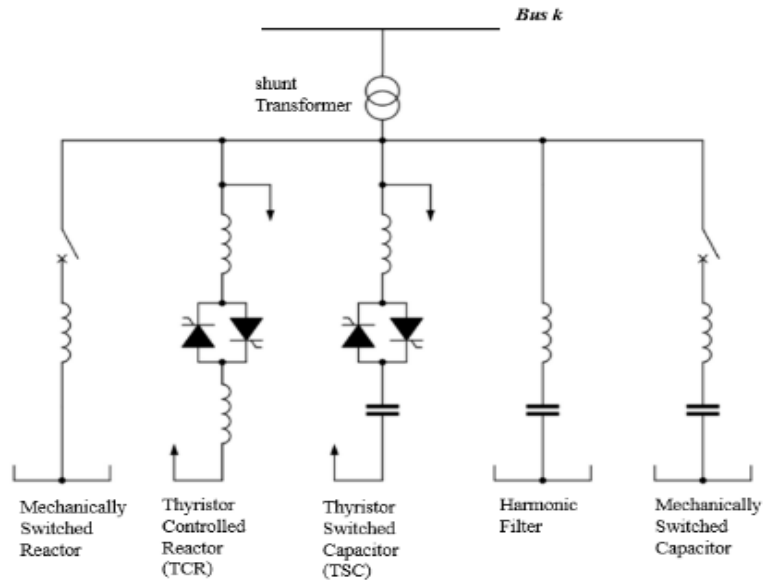 Bus k
shunt
Transformer
Mechanically
Switched
Reactor
Thyristor
Controlled
Reactor
(TCR)
Thyristor
Switched
Capacitor
(TSC)
Harmonic
Filter
Mechanically
Switched
Capacitor